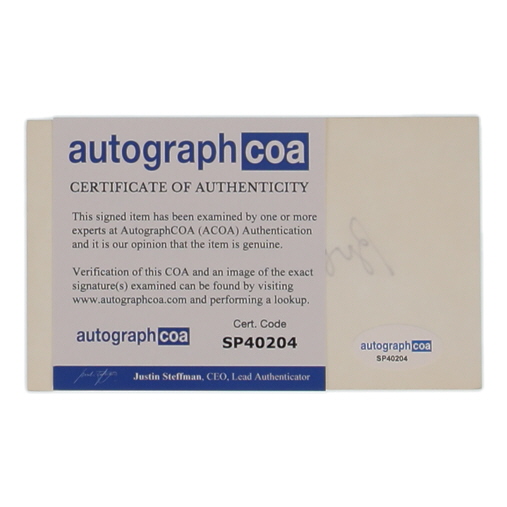 autographcoa
CERTIFICATE OF AUTHENTICITY
This signed item has been examined by one or more
experts at AutographCOA (ACOA) Authentication
and it is our opinion that the item is genuine.
Verification of this COA and an image of the exact
signature(s) examined can be found by visiting
www.autographcoa.com and performing a lookup.
autographcoa
Cert. Code
SP40204
Justin Steffman, CEO, Lead Authenticator
autographcoa
SP40204